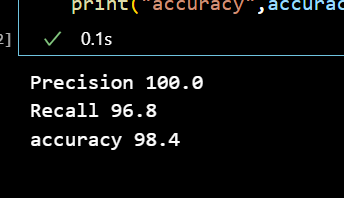 print("accuracy",accurac
2]
0.1s
Precision 100.0
Recall 96.8
accuracy 98.4